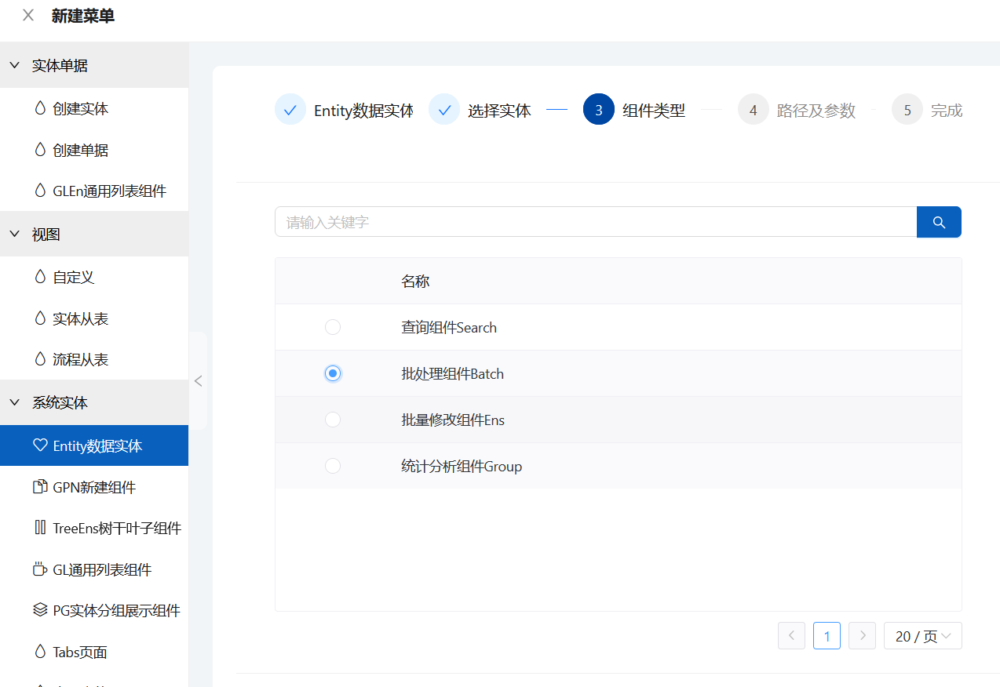 新建菜单
实体单据
创建实体
创建单据
GLEn通用列表组件
视图
自定义
实体从表
流程从表
系统实体
Entity数据实体
GPN新建组件
TreeEns树干叶子组件
GL通用列表组件
PG实体分组展示组件
Tabs页面
Entity数据实体
选择实体
3 组件类型
4 路径及参数
5 完成
请输入关键字
名称
查询组件Search
批处理组件Batch
批量修改组件Ens
统计分析组件Group
1
20 / 页